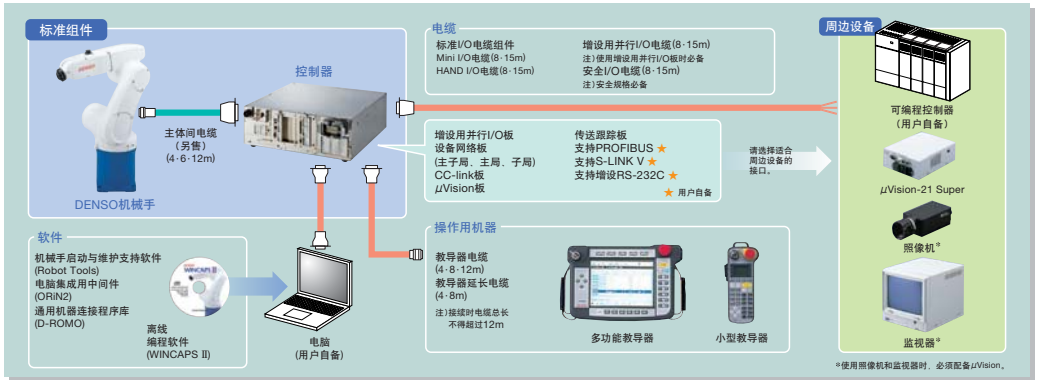 标准组件
控制器
主体间电缆
（另售）
(4·6·12m)
DENSO机械手
电缆
标准I/O电缆组件
Mini I/O电缆(8·15m)
HAND I/O电缆(8·15m)
增设用并行I/O电缆(8·15m)
注）使用增设用并行I/O板时必备
安全I/O电缆(8·15m)
注）安全规格必备
增设用并行I/O板
设备网络板
(主子局、主局、子局)
CC-link板
μVision板
传送跟踪板
支持PROFIBUS ★
支持S-LINK V ★
支持增设RS-232C ★
★ 用户自备
请选择适合
周边设备的
接口。
周边设备
可编程控制器
（用户自备）
μVision-21 Super
照像机*
监视器*
*使用照像机和监视器时，必须配备μVision。
软件
机械手启动与维护支持软件
(Robot Tools)
电脑集成用中间件
(ORiN2)
通用机器连接程序库
(D-ROMO)
WINCAPS II
离线
编程软件
(WINCAPS II)
电脑
(用户自备)
操作用机器
教导器电缆
(4·8·12m)
教导器延长电缆
(4·8m)
注）接续时电缆总长
不得超过12m
多功能教导器
小型教导器